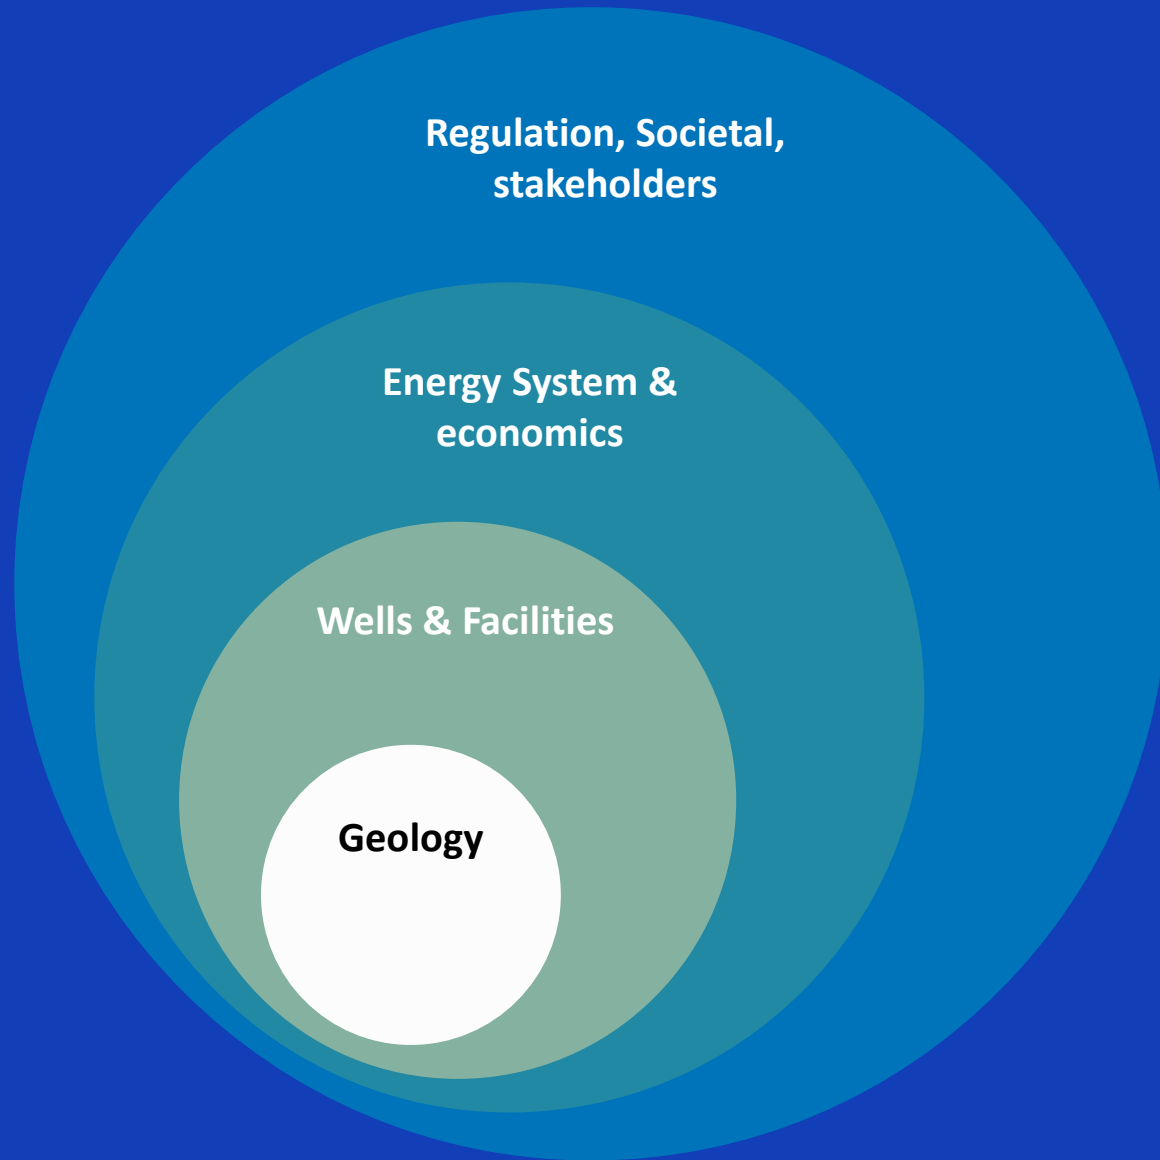 Regulation, Societal,
stakeholders
Energy System &
economics
Wells & Facilities
Geology